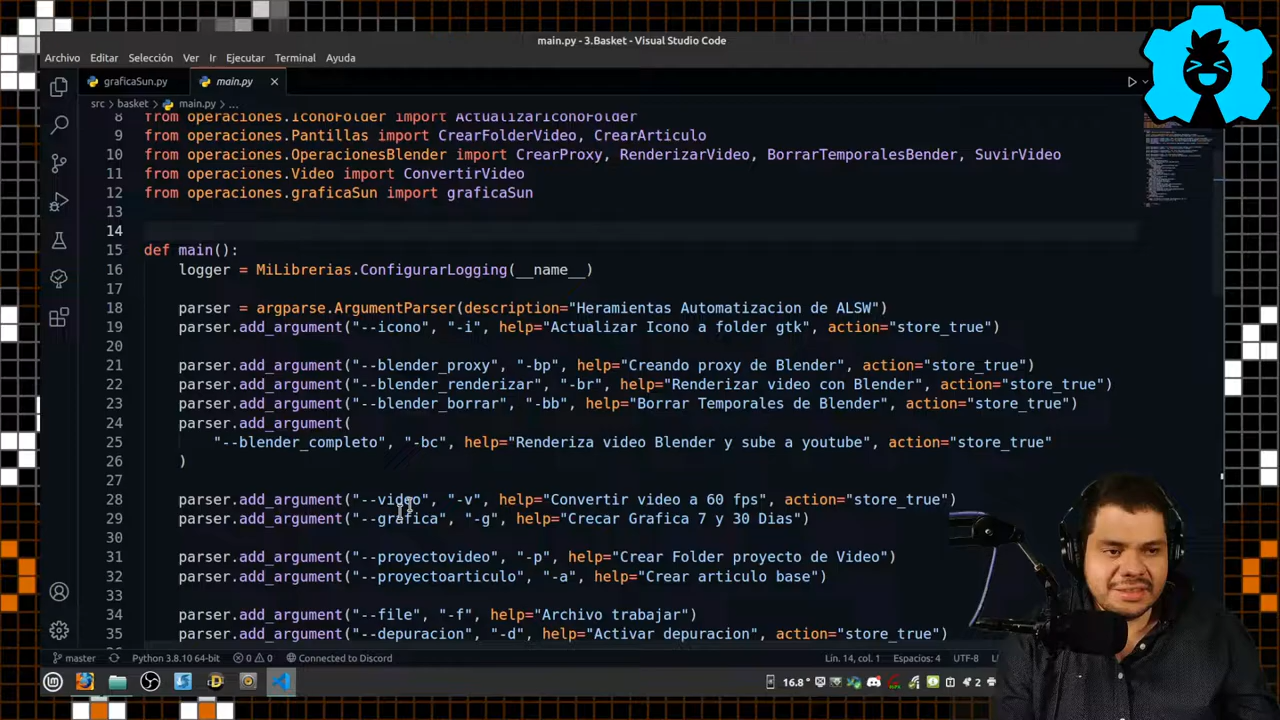 main.py - 3.Basket - Visual Studio Code
Archivo Editar Selección Ver Ir Ejecutar Terminal Ayuda
graficaSun.py main.py
src > basket > main.py > ...
8 from operaciones.IconoFolder import ActualizarIconoFolder
9 from operaciones.Pantillas import CrearFolderVideo, CrearArticulo
10 from operaciones.OperacionesBlender import CrearProxy, RenderizarVideo, BorrarTemporalesBender, SuvirVideo
11 from operaciones.Video import ConvertirVideo
12 from operaciones.graficaSun import graficaSun
13
14
15 def main():
16 logger = MiLibrerias.ConfigurarLogging(__name__)
17
18 parser = argparse.ArgumentParser(description="Heramientas Automatizacion de ALSW")
19 parser.add_argument("--icono", "-i", help="Actualizar Icono a folder gtk", action="store_true")
20
21 parser.add_argument("--blender_proxy", "-bp", help="Creando proxy de Blender", action="store_true")
22 parser.add_argument("--blender_renderizar", "-br", help="Renderizar video con Blender", action="store_true")
23 parser.add_argument("--blender_borrar", "-bb", help="Borrar Temporales de Blender", action="store_true")
24 parser.add_argument(
25 "--blender_completo", "-bc", help="Renderiza video Blender y sube a youtube", action="store_true"
26 )
27
28 parser.add_argument("--video", "-v", help="Convertir video a 60 fps", action="store_true")
29 parser.add_argument("--grafica", "-g", help="Crecar Grafica 7 y 30 Dias")
30
31 parser.add_argument("--proyectovideo", "-p", help="Crear Folder proyecto de Video")
32 parser.add_argument("--proyectoarticulo", "-a", help="Crear articulo base")
33
34 parser.add_argument("--file", "-f", help="Archivo trabajar")
35 parser.add_argument("--depuracion", "-d", help="Activar depuracion", action="store_true")
master Python 3.8.10 64-bit 0 0 Connected to Discord Lin. 14, col. 1 Espacios: 4 UTF-8
16.8° 2